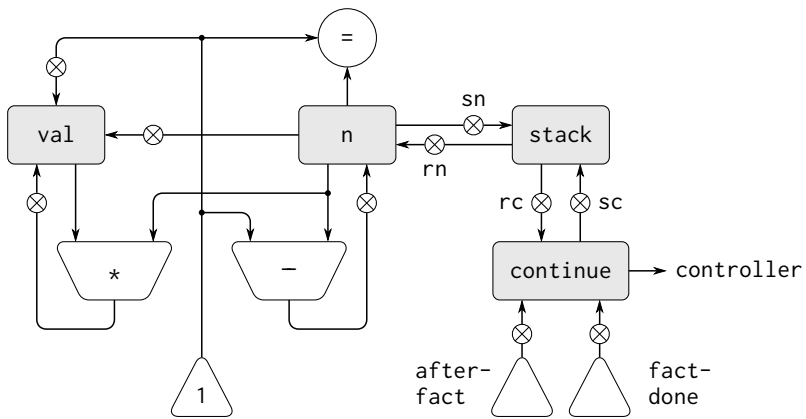 =
sn
val
n
stack
rn
rc
sc
*
−
continue
controller
after-
fact
fact-
done
1